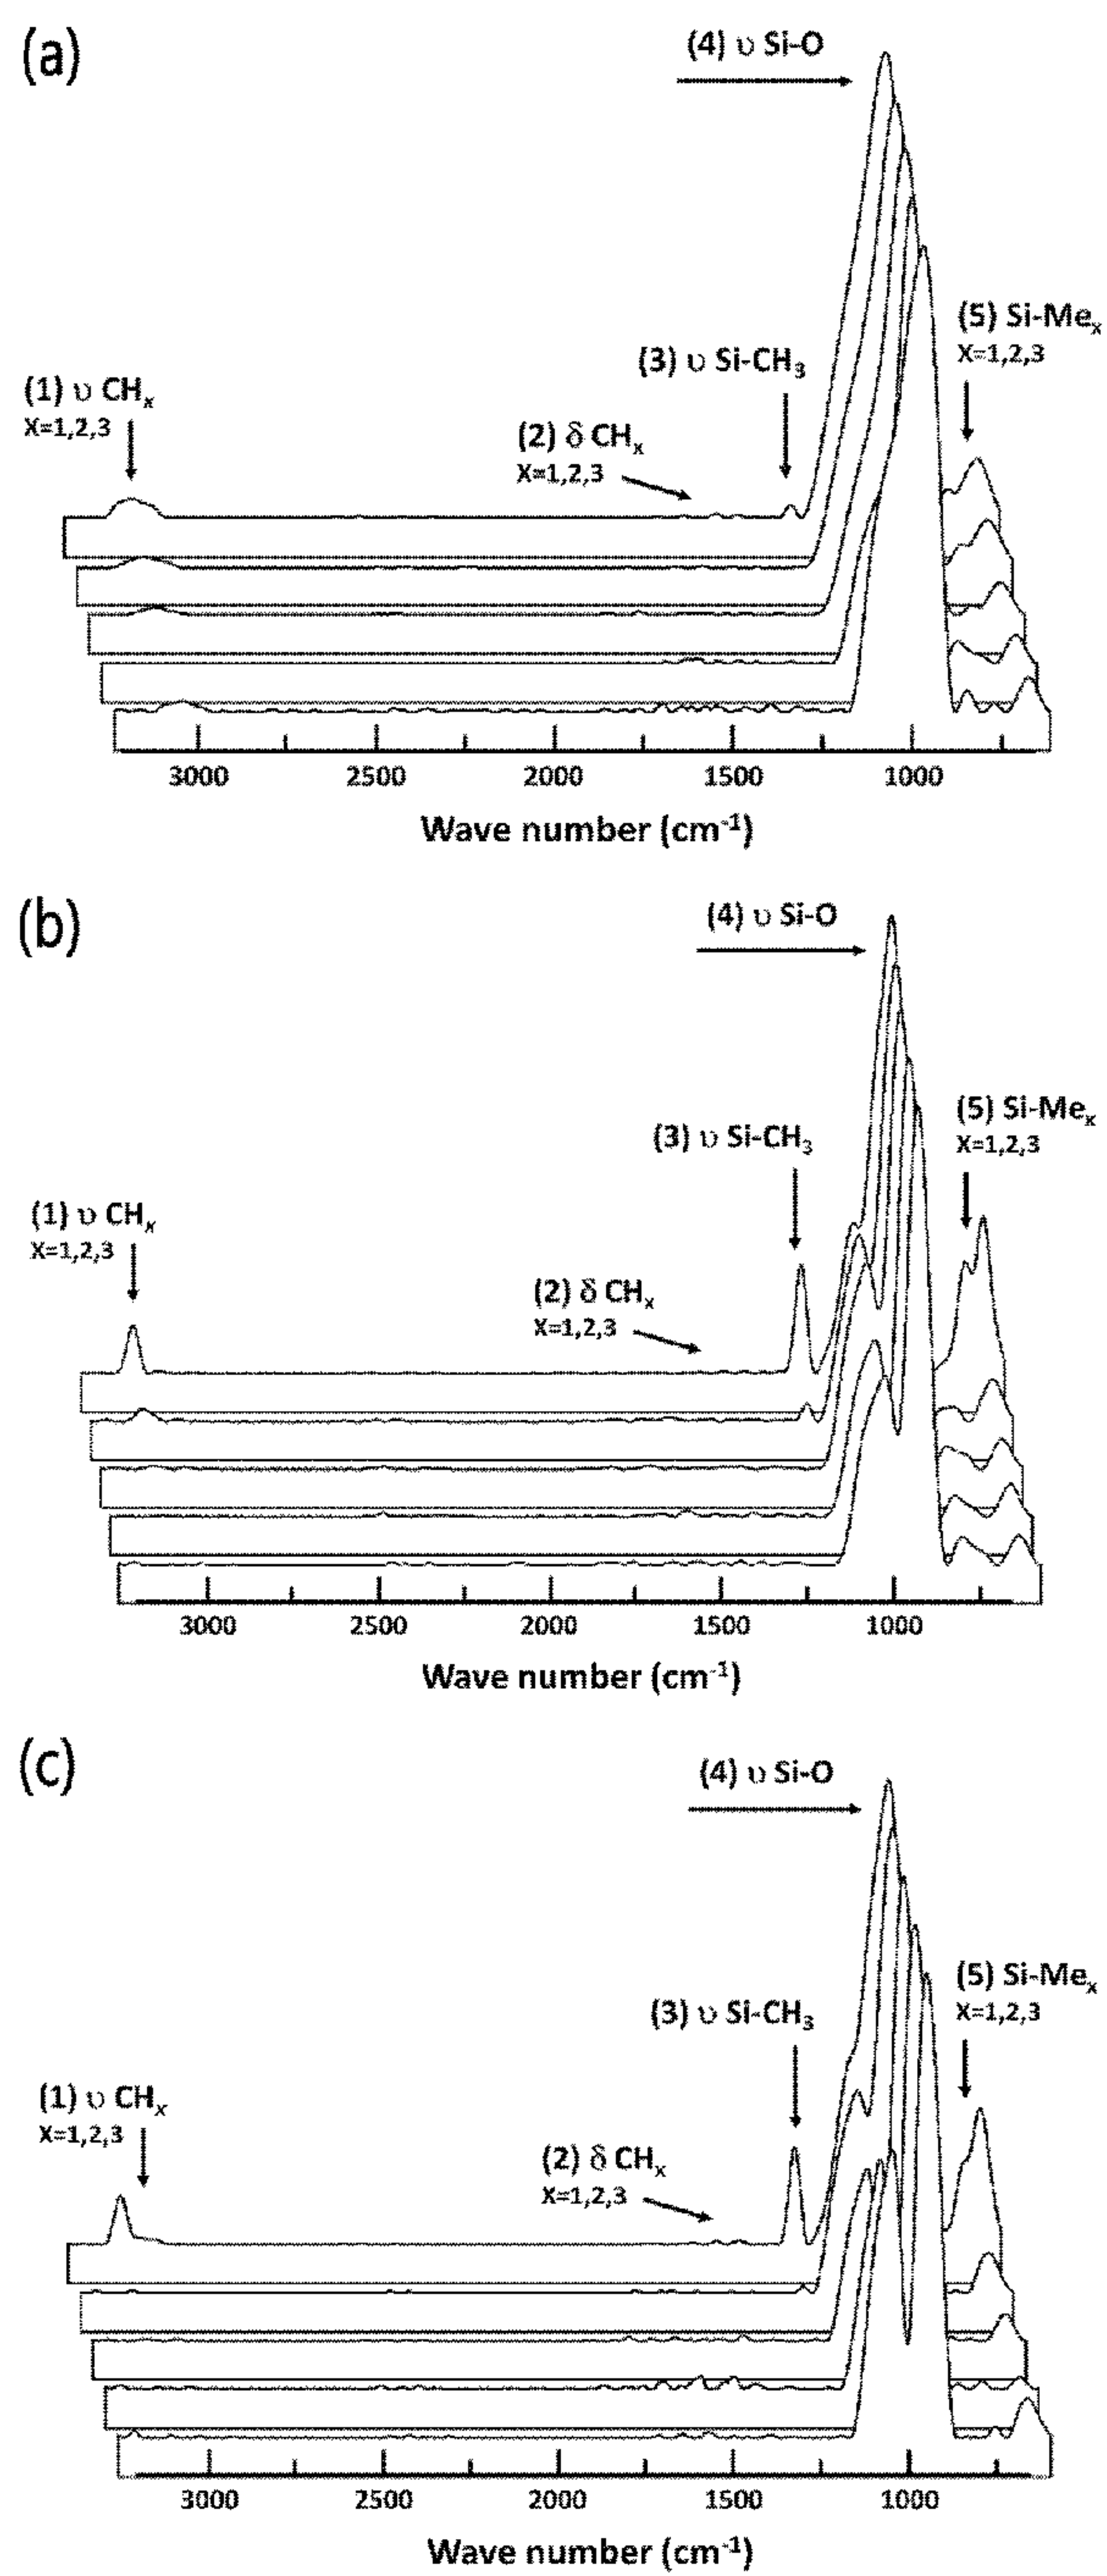 (a)
(4) υ Si-O
(5) Si-Meₓ
X=1,2,3
(3) υ Si-CH₃
(1) υ CHₓ
X=1,2,3
(2) δ CHₓ
X=1,2,3
3000 2500 2000 1500 1000
Wave number (cm⁻¹)
(b)
(4) υ Si-O
(5) Si-Meₓ
X=1,2,3
(3) υ Si-CH₃
(1) υ CHₓ
X=1,2,3
(2) δ CHₓ
X=1,2,3
3000 2500 2000 1500 1000
Wave number (cm⁻¹)
(c)
(4) υ Si-O
(5) Si-Meₓ
X=1,2,3
(3) υ Si-CH₃
(1) υ CHₓ
X=1,2,3
(2) δ CHₓ
X=1,2,3
3000 2500 2000 1500 1000
Wave number (cm⁻¹)